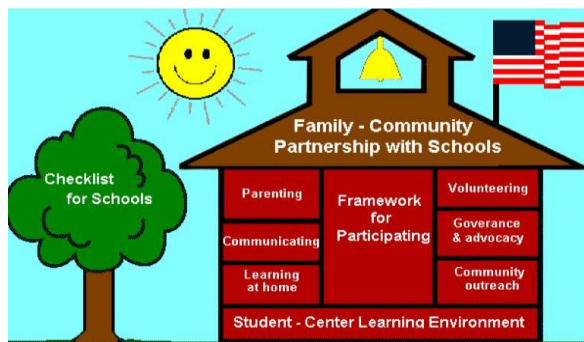 Family - Community
Partnership with Schools
Checklist
for Schools
Parenting
Communicating
Learning
at home
Framework
for
Participating
Volunteering
Goverance
& advocacy
Community
outreach
Student - Center Learning Environment